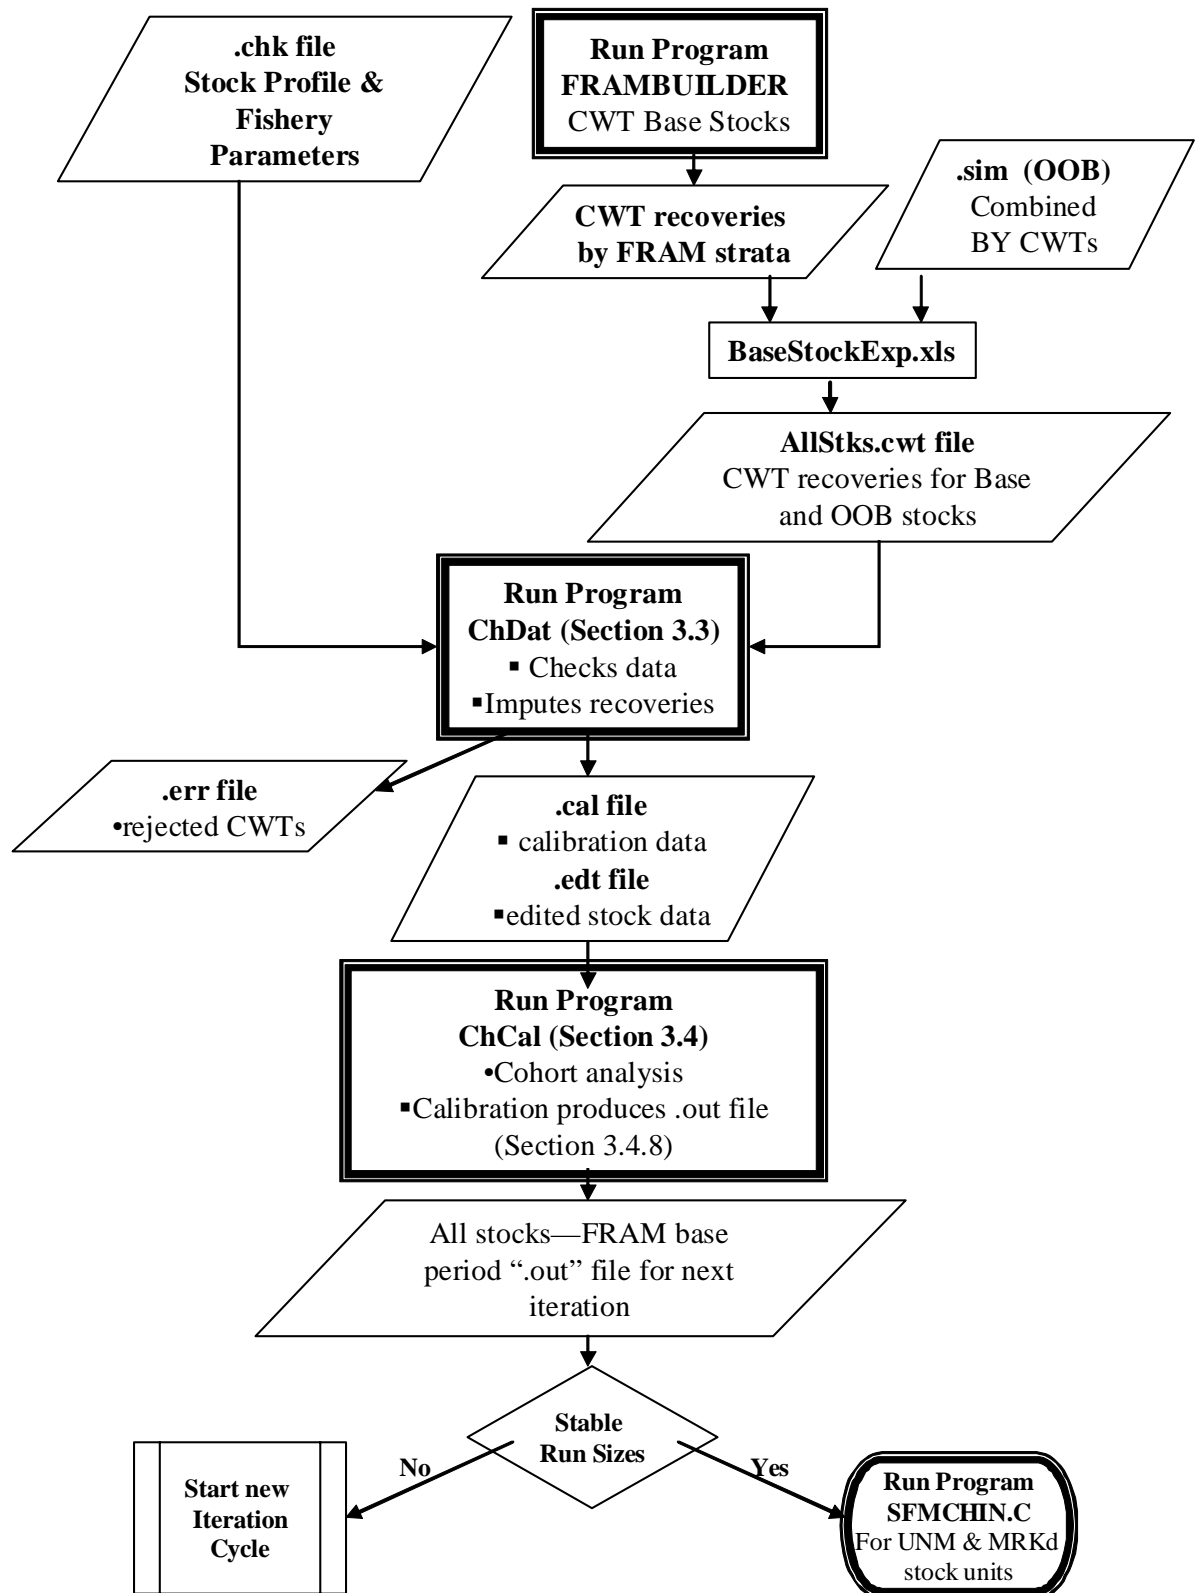 .chk file
Stock Profile &
Fishery
Parameters
Run Program
FRAMBUILDER
CWT Base Stocks
CWT recoveries
by FRAM strata
.sim (OOB)
Combined
BY CWTs
BaseStockExp.xls
AllStks.cwt file
CWT recoveries for Base
and OOB stocks
Run Program
ChDat (Section 3.3)
▪ Checks data
▪Imputes recoveries
.err file
•rejected CWTs
.cal file
▪ calibration data
.edt file
▪edited stock data
Run Program
ChCal (Section 3.4)
•Cohort analysis
▪Calibration produces .out file
(Section 3.4.8)
All stocks—FRAM base
period “.out” file for next
iteration
Stable
Run Sizes
No
Yes
Start new
Iteration
Cycle
Run Program
SFMCHIN.C
For UNM & MRKd
stock units